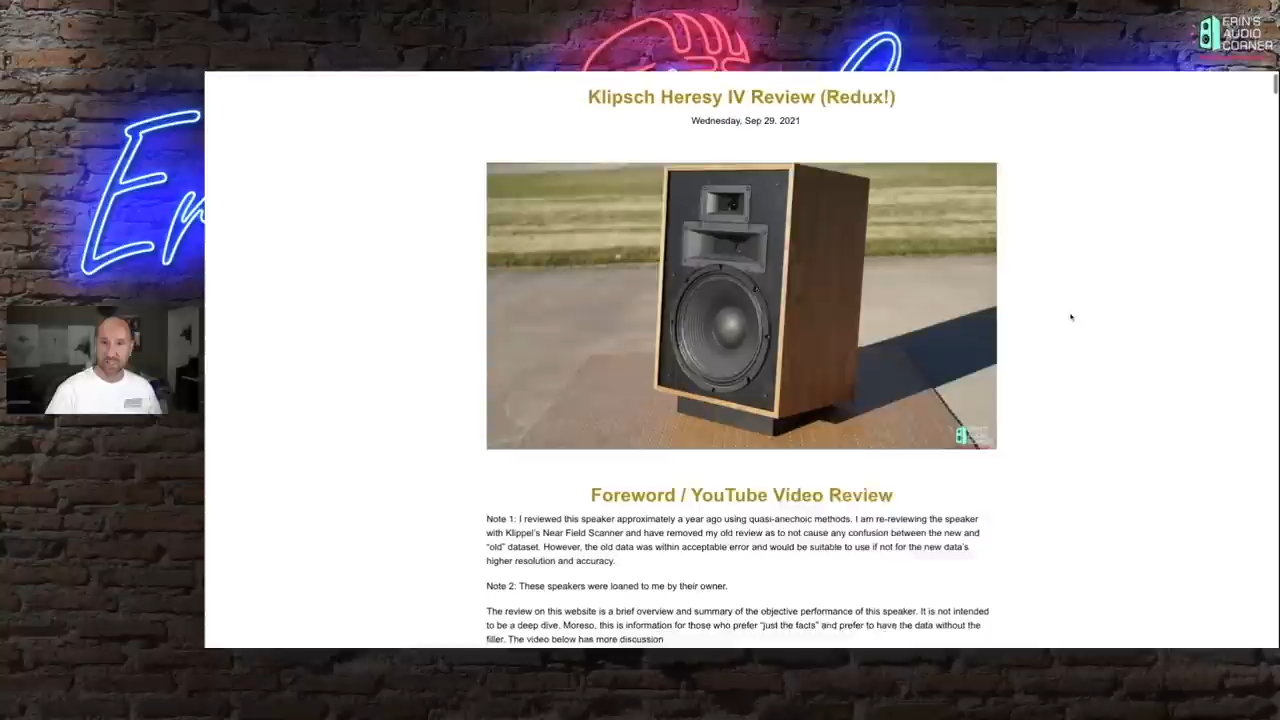 ERIN'S
AUDIO
CORNER
Er
Klipsch Heresy IV Review (Redux!)
Wednesday, Sep 29, 2021
Foreword / YouTube Video Review
Note 1: I reviewed this speaker approximately a year ago using quasi-anechoic methods. I am re-reviewing the speaker
with Klippel's Near Field Scanner and have removed my old review as to not cause any confusion between the new and
“old” dataset. However, the old data was within acceptable error and would be suitable to use if not for the new data's
higher resolution and accuracy.
Note 2: These speakers were loaned to me by their owner.
The review on this website is a brief overview and summary of the objective performance of this speaker. It is not intended
to be a deep dive. Moreso, this is information for those who prefer “just the facts” and prefer to have the data without the
filler. The video below has more discussion